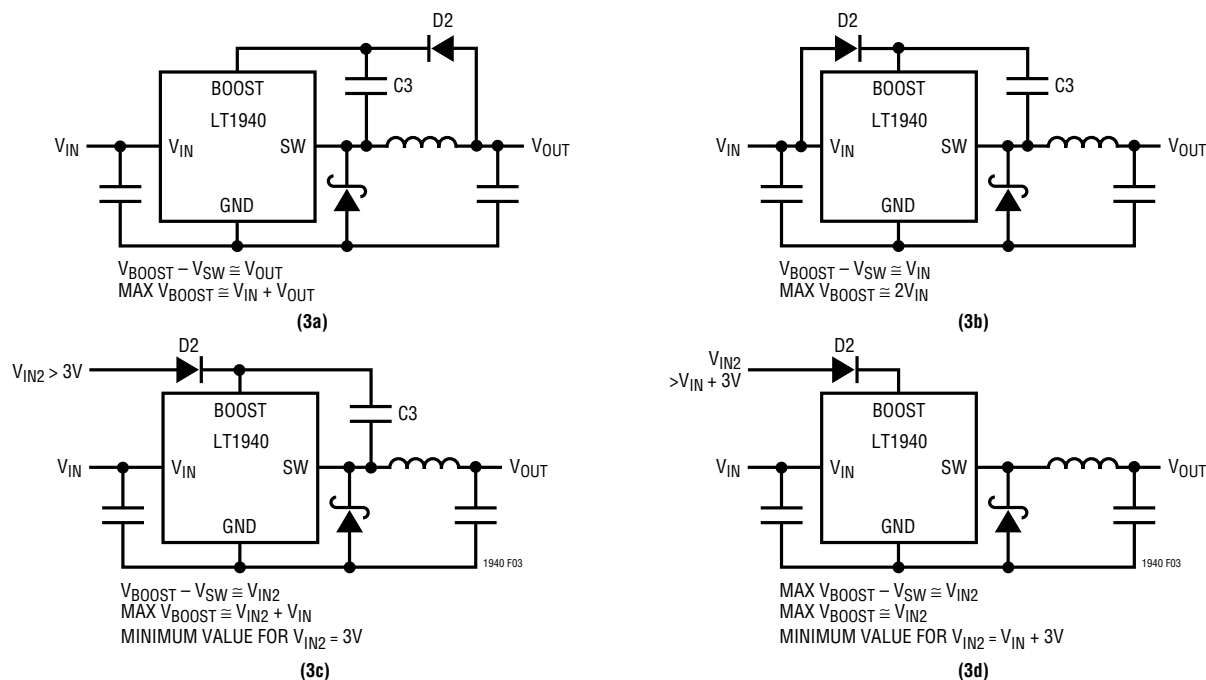 D2
BOOST
C3
LT1940
V_IN
V_IN
SW
V_OUT
GND
V_BOOST – V_SW ≅ V_OUT
MAX V_BOOST ≅ V_IN + V_OUT
(3a)
D2
BOOST
C3
LT1940
V_IN
V_IN
SW
V_OUT
GND
V_BOOST – V_SW ≅ V_IN
MAX V_BOOST ≅ 2V_IN
(3b)
D2
V_IN2 > 3V
BOOST
C3
LT1940
V_IN
V_IN
SW
V_OUT
GND
1940 F03
V_BOOST – V_SW ≅ V_IN2
MAX V_BOOST ≅ V_IN2 + V_IN
MINIMUM VALUE FOR V_IN2 = 3V
(3c)
D2
V_IN2
>V_IN + 3V
BOOST
LT1940
V_IN
V_IN
SW
V_OUT
GND
1940 F03
MAX V_BOOST – V_SW ≅ V_IN2
MAX V_BOOST ≅ V_IN2
MINIMUM VALUE FOR V_IN2 = V_IN + 3V
(3d)